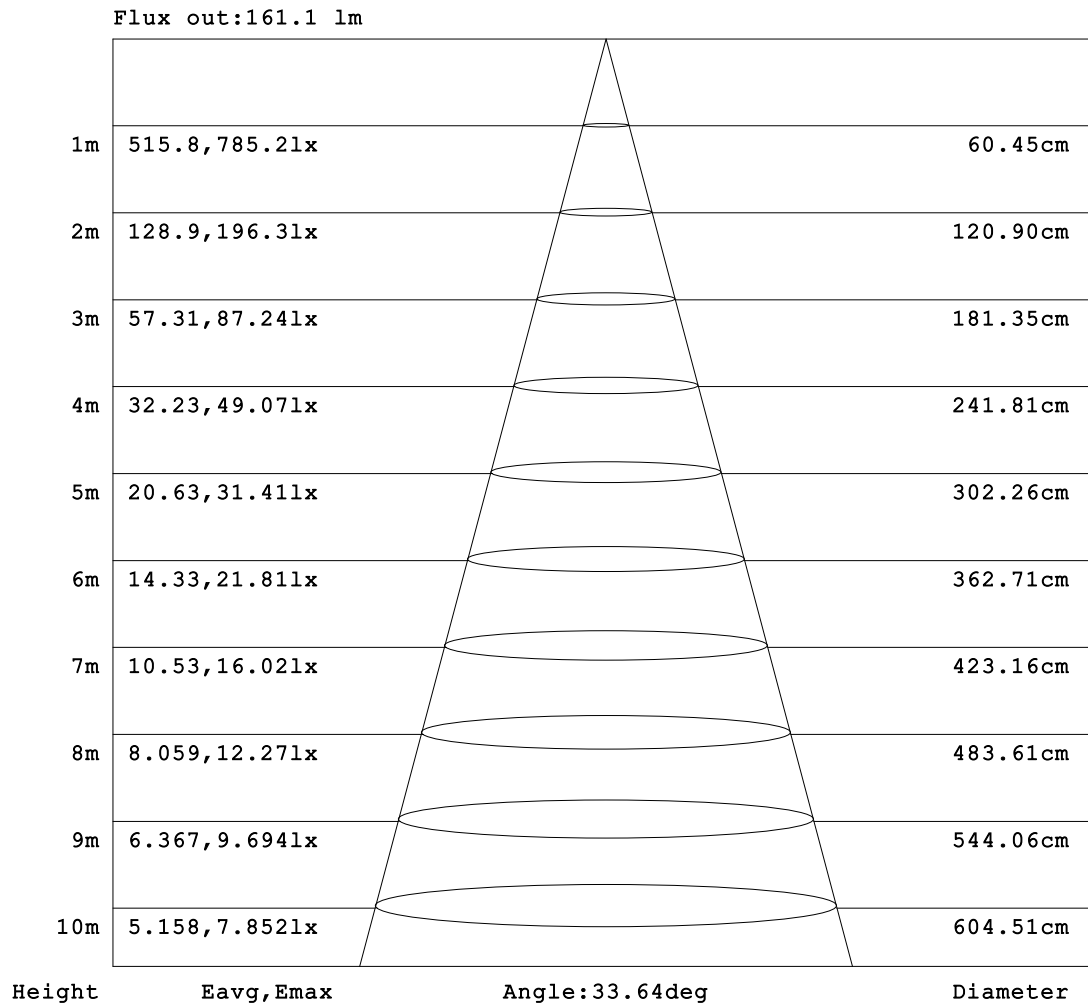 Flux out:161.1 lm
1m 515.8,785.2lx 60.45cm
2m 128.9,196.3lx 120.90cm
3m 57.31,87.24lx 181.35cm
4m 32.23,49.07lx 241.81cm
5m 20.63,31.41lx 302.26cm
6m 14.33,21.81lx 362.71cm
7m 10.53,16.02lx 423.16cm
8m 8.059,12.27lx 483.61cm
9m 6.367,9.694lx 544.06cm
10m 5.158,7.852lx 604.51cm
Height Eavg,Emax Angle:33.64deg Diameter